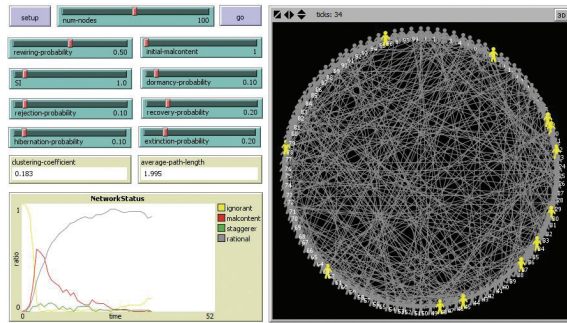 setup
num-nodes 100
go
rewiring-probability 0.50
initial-malcontent 1
SI 1.0
dormancy-probability 0.10
rejection-probability 0.10
recovery-probability 0.20
hibernation-probability 0.10
extinction-probability 0.20
clustering-coefficient
0.183
average-path-length
1.995
NetworkStatus
1
ratio
0
0
time
52
ignorant
malcontent
staggerer
rational
ticks: 34
3D